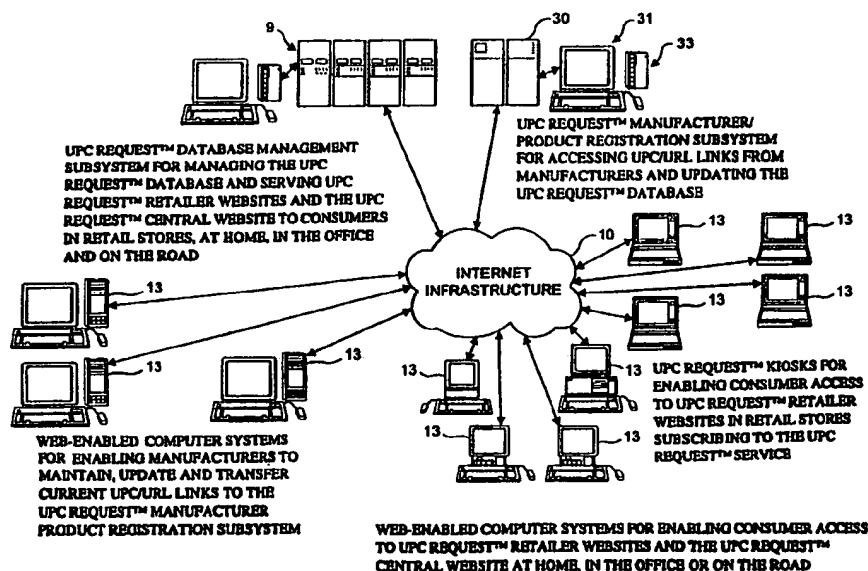 9
30
31
33
UPC REQUEST™ DATABASE MANAGEMENT
SUBSYSTEM FOR MANAGING THE UPC
REQUEST™ DATABASE AND SERVING UPC
REQUEST™ RETAILER WEBSITES AND THE UPC
REQUEST™ CENTRAL WEBSITE TO CONSUMERS
IN RETAIL STORES, AT HOME, IN THE OFFICE
AND ON THE ROAD
UPC REQUEST™ MANUFACTURER/
PRODUCT REGISTRATION SUBSYSTEM
FOR ACCESSING UPC/URL LINKS FROM
MANUFACTURERS AND UPDATING THE
UPC REQUEST™ DATABASE
10
INTERNET
INFRASTRUCTURE
13
13
13
13
13
13
13
WEB-ENABLED COMPUTER SYSTEMS
FOR ENABLING MANUFACTURERS TO
MAINTAIN, UPDATE AND TRANSFER
CURRENT UPC/URL LINKS TO THE
UPC REQUEST™ MANUFACTURER
PRODUCT REGISTRATION SUBSYSTEM
13
13
13
13
UPC REQUEST™ KIOSKS FOR
ENABLING CONSUMER ACCESS
TO UPC REQUEST™ RETAILER
WEBSITES IN RETAIL STORES
SUBSCRIBING TO THE UPC
REQUEST™ SERVICE
WEB-ENABLED COMPUTER SYSTEMS FOR ENABLING CONSUMER ACCESS
TO UPC REQUEST™ RETAILER WEBSITES AND THE UPC REQUEST™
CENTRAL WEBSITE AT HOME, IN THE OFFICE OR ON THE ROAD